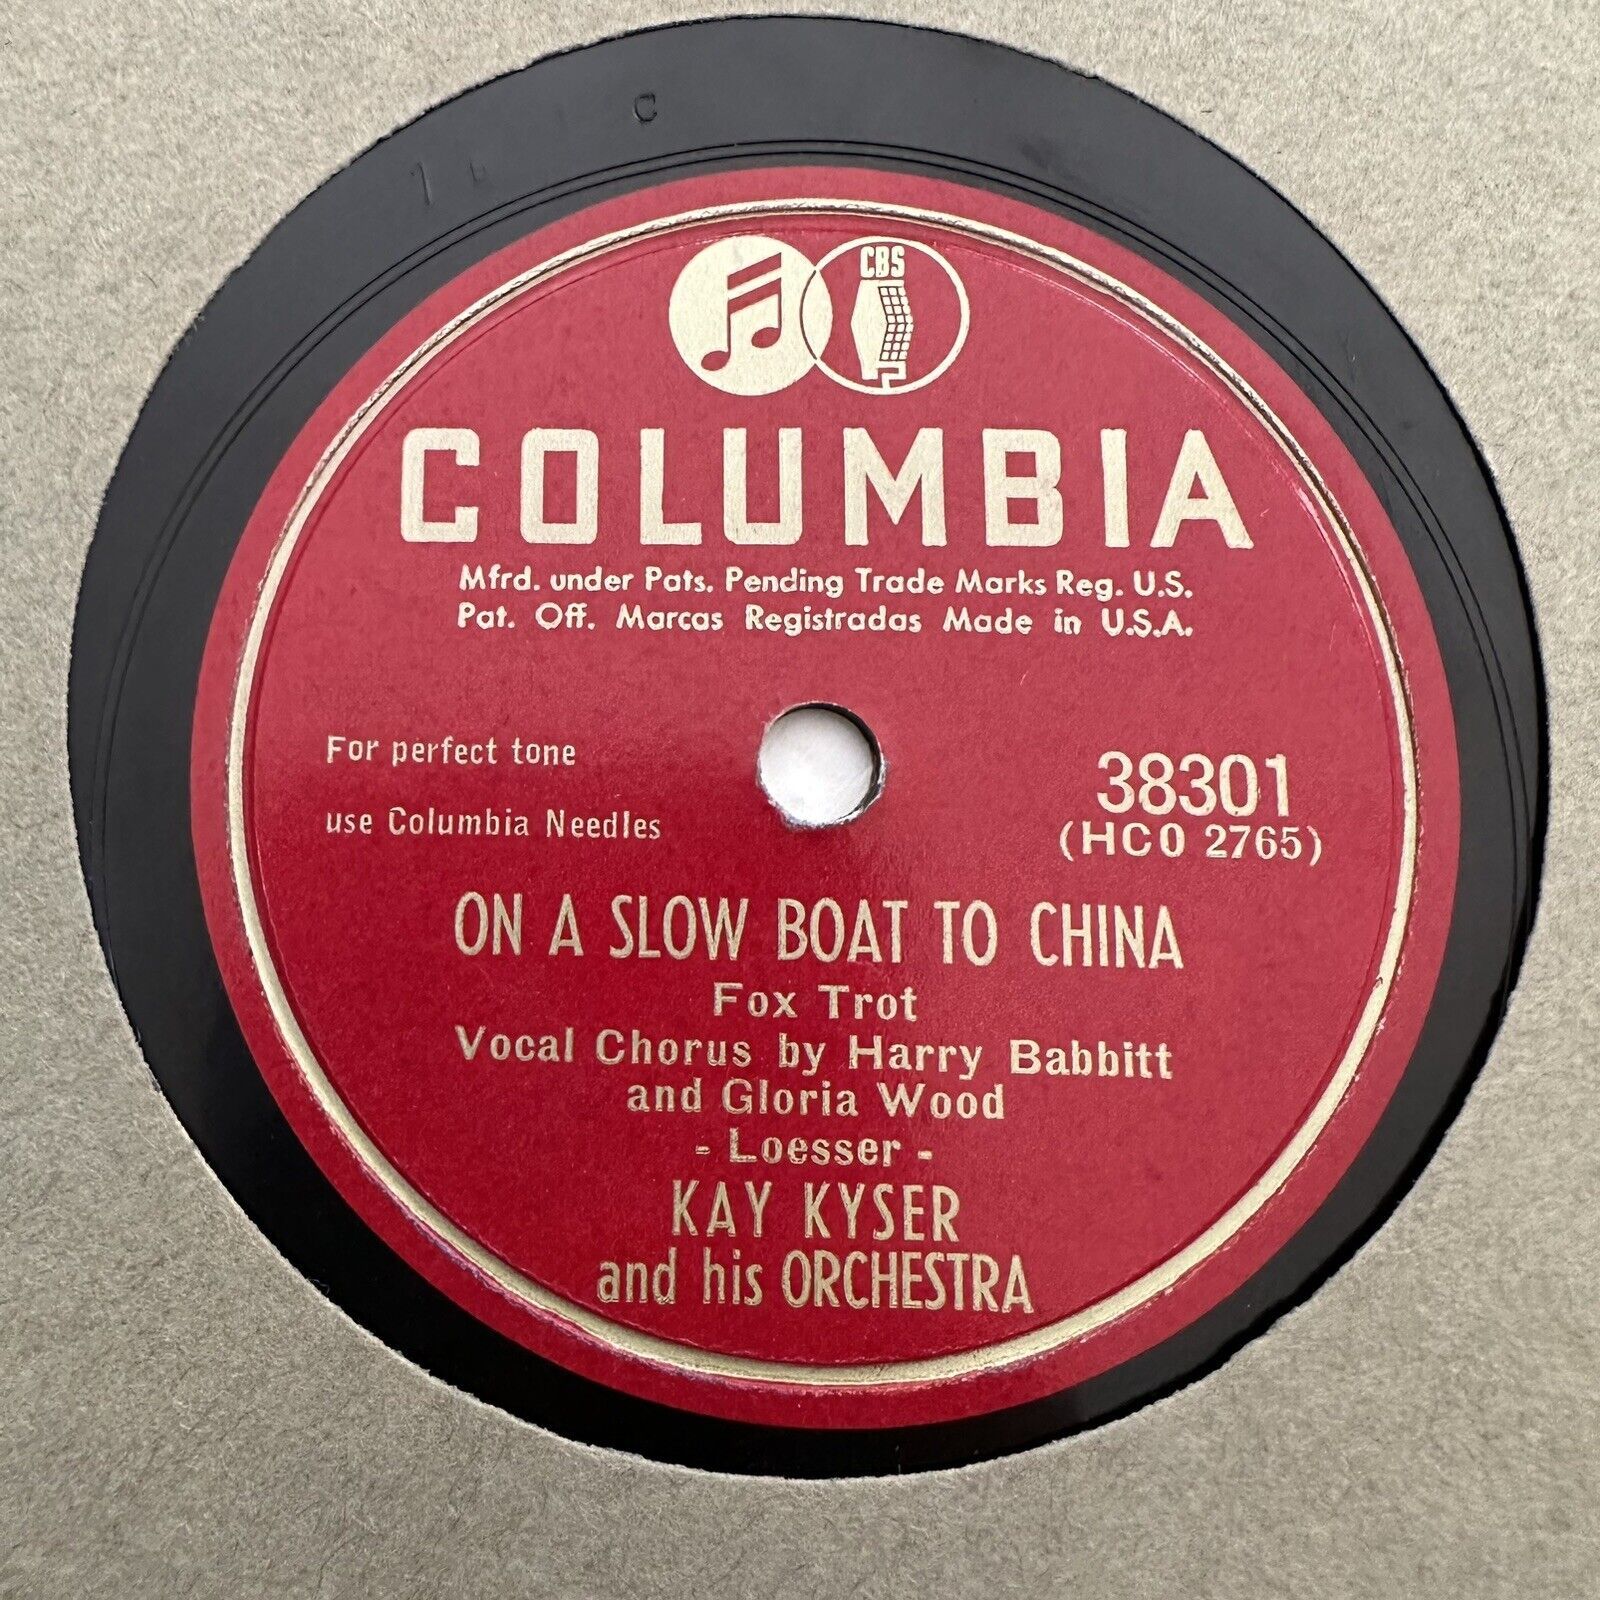 C
CBS
COLUMBIA
Mfrd. under Pats. Pending Trade Marks Reg. U.S.
Pat. Off. Marcas Registradas Made in U.S.A.
For perfect tone
use Columbia Needles
38301
(HCO 2765)
ON A SLOW BOAT TO CHINA
Fox Trot
Vocal Chorus by Harry Babbitt
and Gloria Wood
- Loesser -
KAY KYSER
and his ORCHESTRA